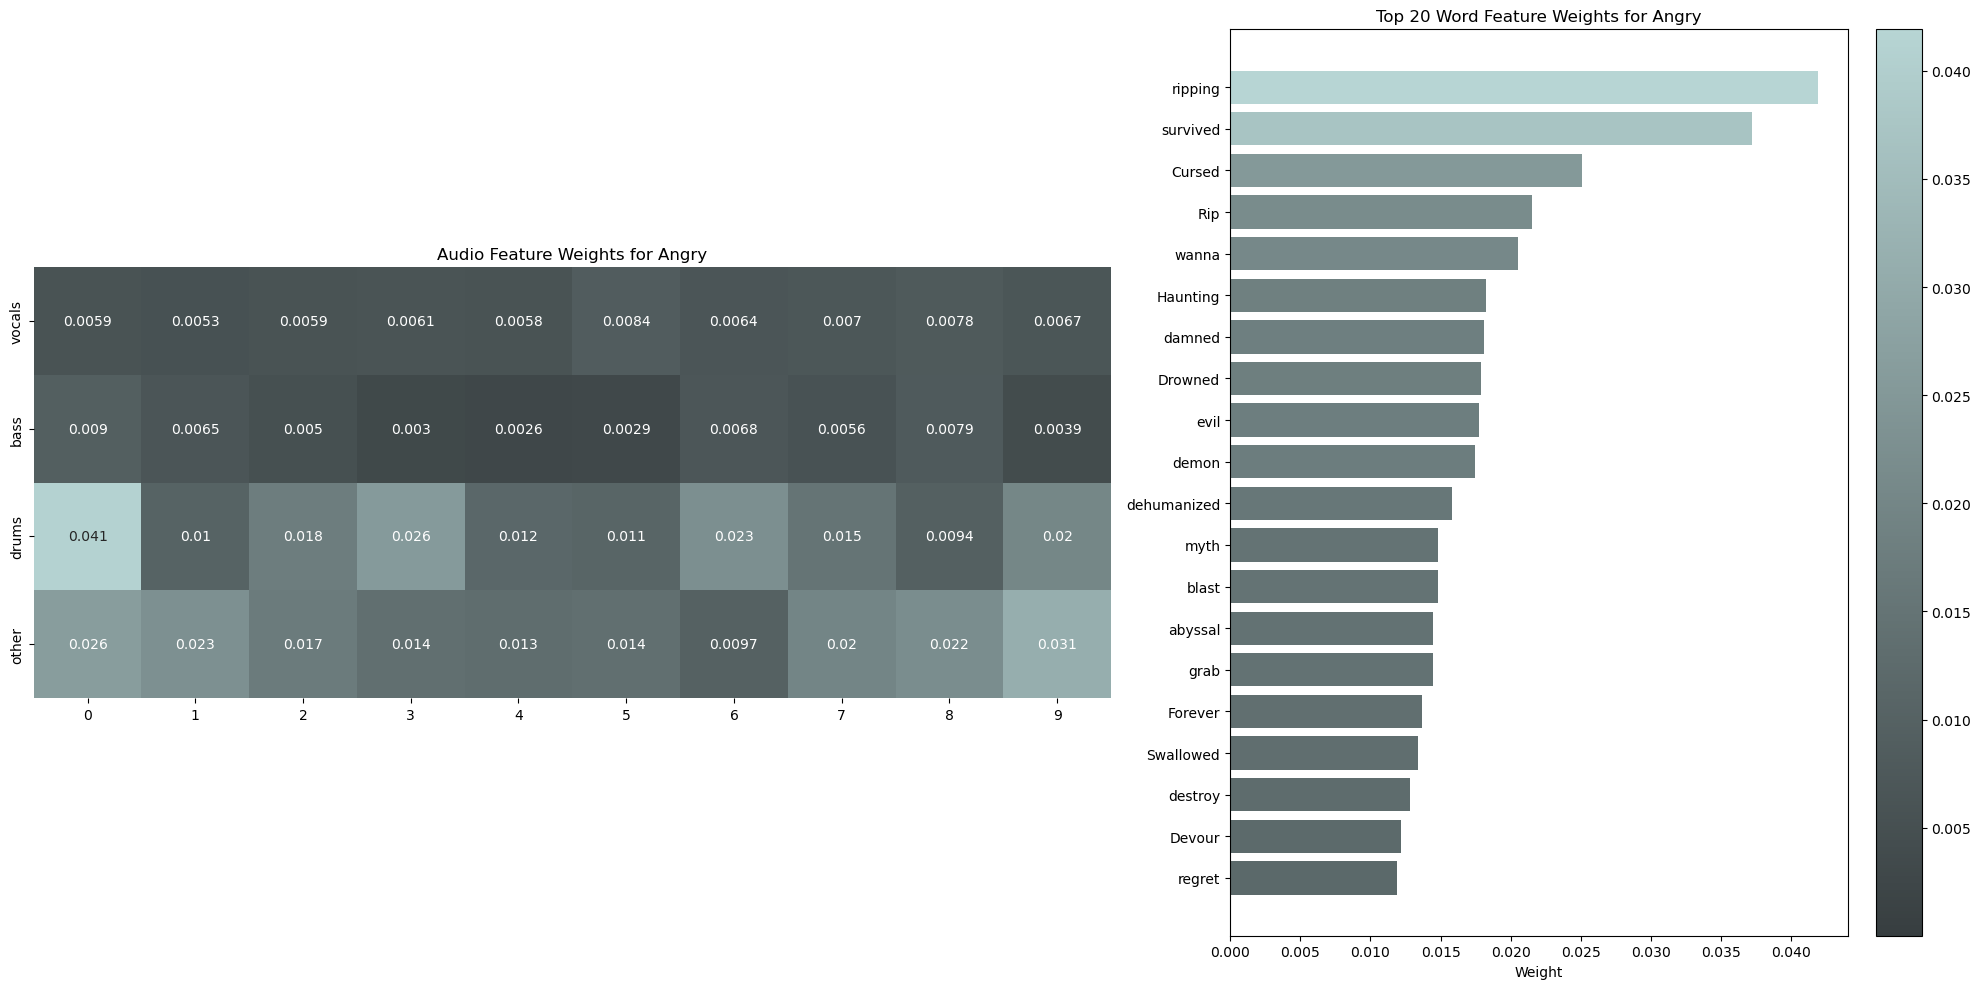 Audio Feature Weights for Angry
vocals 0.0059 0.0053 0.0059 0.0061 0.0058 0.0084 0.0064 0.007 0.0078 0.0067
bass 0.009 0.0065 0.005 0.003 0.0026 0.0029 0.0068 0.0056 0.0079 0.0039
drums 0.041 0.01 0.018 0.026 0.012 0.011 0.023 0.015 0.0094 0.02
other 0.026 0.023 0.017 0.014 0.013 0.014 0.0097 0.02 0.022 0.031
0 1 2 3 4 5 6 7 8 9
Top 20 Word Feature Weights for Angry
ripping
survived
Cursed
Rip
wanna
Haunting
damned
Drowned
evil
demon
dehumanized
myth
blast
abyssal
grab
Forever
Swallowed
destroy
Devour
regret
0.000 0.005 0.010 0.015 0.020 0.025 0.030 0.035 0.040
Weight
0.040
0.035
0.030
0.025
0.020
0.015
0.010
0.005